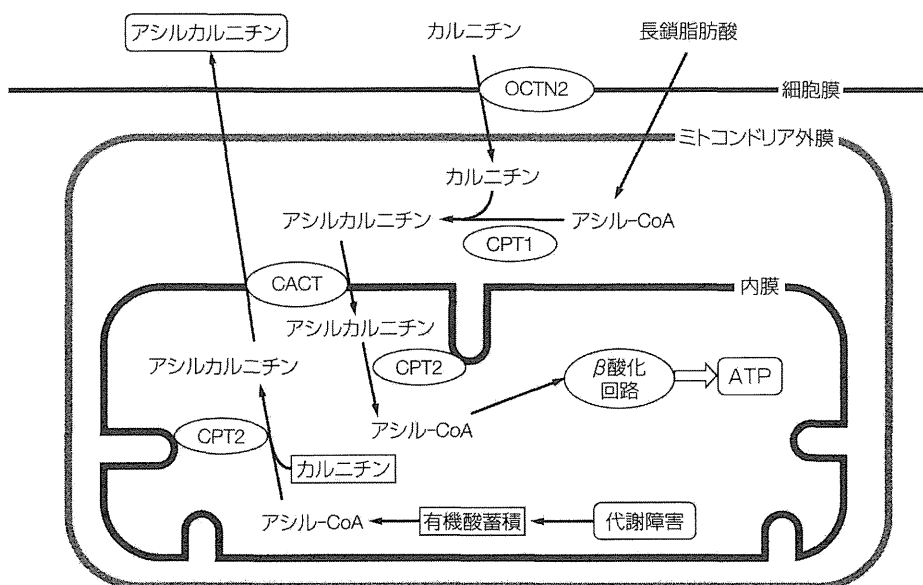 アシルカルニチン
カルニチン
長鎖脂肪酸
OCTN2
細胞膜
ミトコンドリア外膜
カルニチン
アシルカルニチン
アシル-CoA
CPT1
CACT
内膜
アシルカルニチン
アシルカルニチン
CPT2
β酸化
回路
ATP
アシル-CoA
CPT2
カルニチン
アシル-CoA
有機酸蓄積
代謝障害